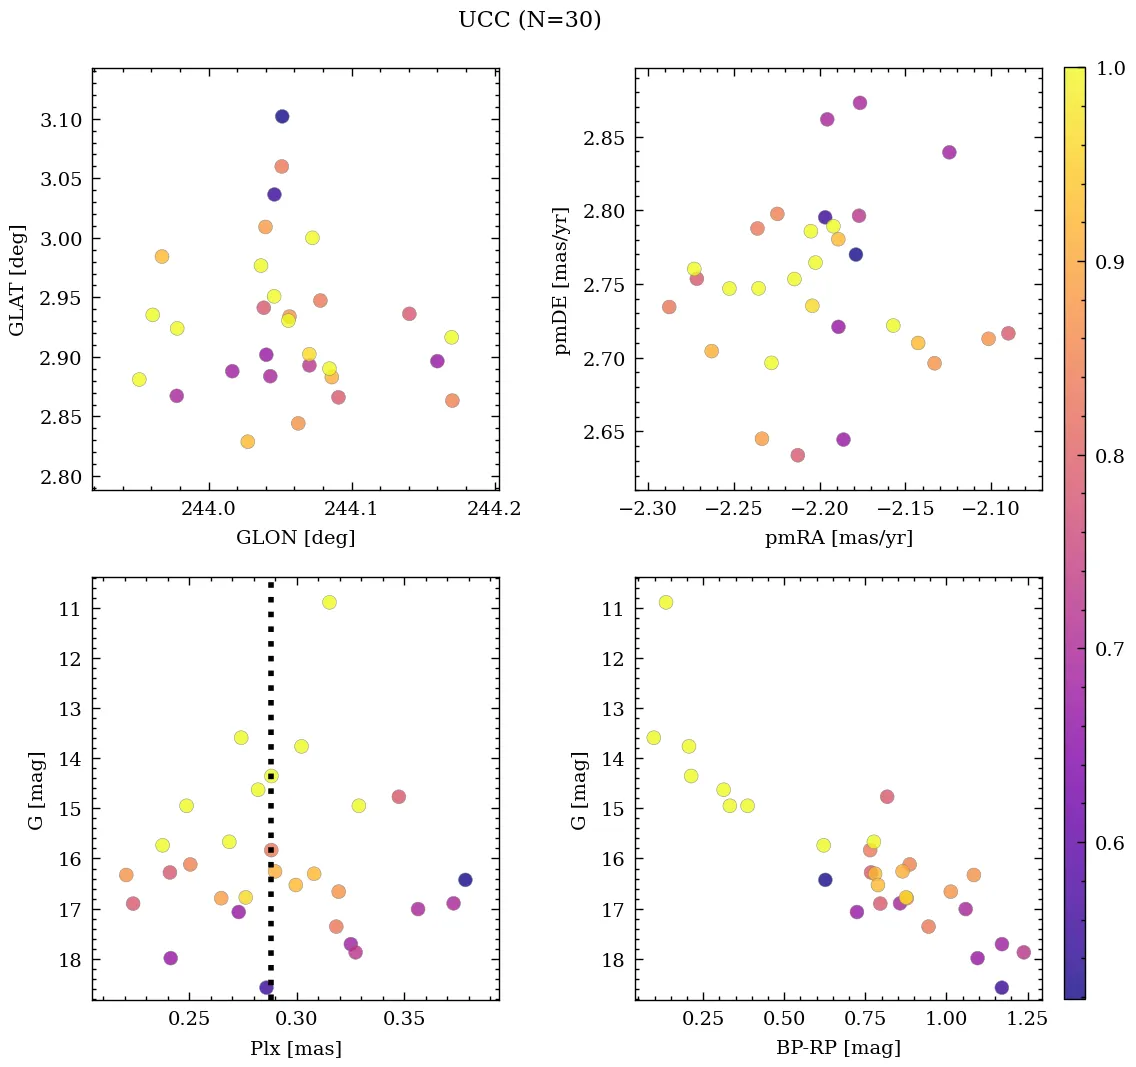 UCC (N=30)
3.10
3.05
3.00
2.95
2.90
2.85
2.80
GLAT [deg]
244.0 244.1 244.2
GLON [deg]
2.85
2.80
2.75
2.70
2.65
pmDE [mas/yr]
−2.30 −2.25 −2.20 −2.15 −2.10
pmRA [mas/yr]
11
12
13
14
15
16
17
18
G [mag]
0.25 0.30 0.35
Plx [mas]
11
12
13
14
15
16
17
18
G [mag]
0.25 0.50 0.75 1.00 1.25
BP-RP [mag]
1.0
0.9
0.8
0.7
0.6